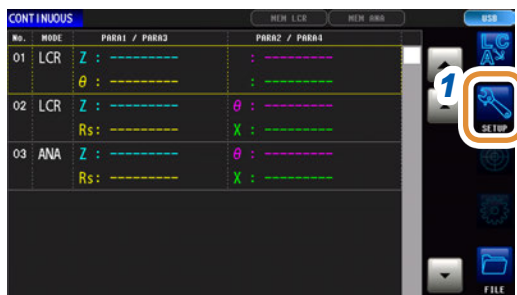 CONTINUOUS MEM LCR MEM ANA USB
No. MODE PARA1 / PARA3 PARA2 / PARA4
01 LCR Z : --------- : ---------
θ : --------- : ---------
02 LCR Z : --------- θ : ---------
Rs: --------- X : ---------
03 ANA Z : --------- θ : ---------
Rs: --------- X : ---------
LC
A
1
SETUP
FILE